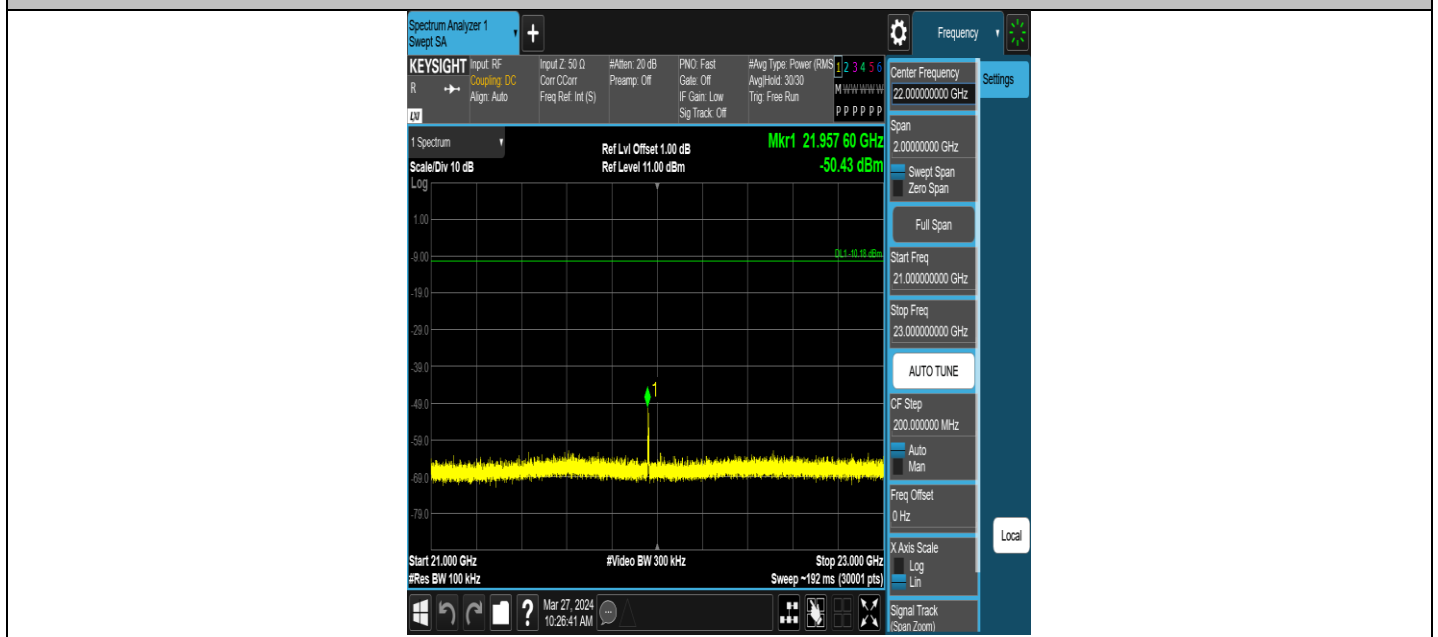 Spectrum Analyzer 1
Swept SA
+
Frequency
KEYSIGHT
R
LXI
Input: RF
Coupling: DC
Align: Auto
Input Z: 50 Ω
Corr CCorr
Freq Ref: Int (S)
#Atten: 20 dB
Preamp: Off
PNO: Fast
Gate: Off
IF Gain: Low
Sig Track: Off
#Avg Type: Power (RMS
Avg|Hold: 30/30
Trig: Free Run
1 2 3 4 5 6
M W W W W W
P P P P P P
1 Spectrum
Scale/Div 10 dB
Ref Lvl Offset 1.00 dB
Ref Level 11.00 dBm
Mkr1 21.957 60 GHz
-50.43 dBm
Log
1.00
-9.00
DL1 -10.18 dBm
-19.0
-29.0
-39.0
1
-49.0
-59.0
-69.0
-79.0
Start 21.000 GHz
#Res BW 100 kHz
#Video BW 300 kHz
Stop 23.000 GHz
Sweep ~192 ms (30001 pts)
Center Frequency
22.000000000 GHz
Settings
Span
2.00000000 GHz
Swept Span
Zero Span
Full Span
Start Freq
21.000000000 GHz
Stop Freq
23.000000000 GHz
AUTO TUNE
CF Step
200.000000 MHz
Auto
Man
Freq Offset
0 Hz
X Axis Scale
Log
Lin
Local
Signal Track
(Span Zoom)
?
Mar 27, 2024
10:26:41 AM